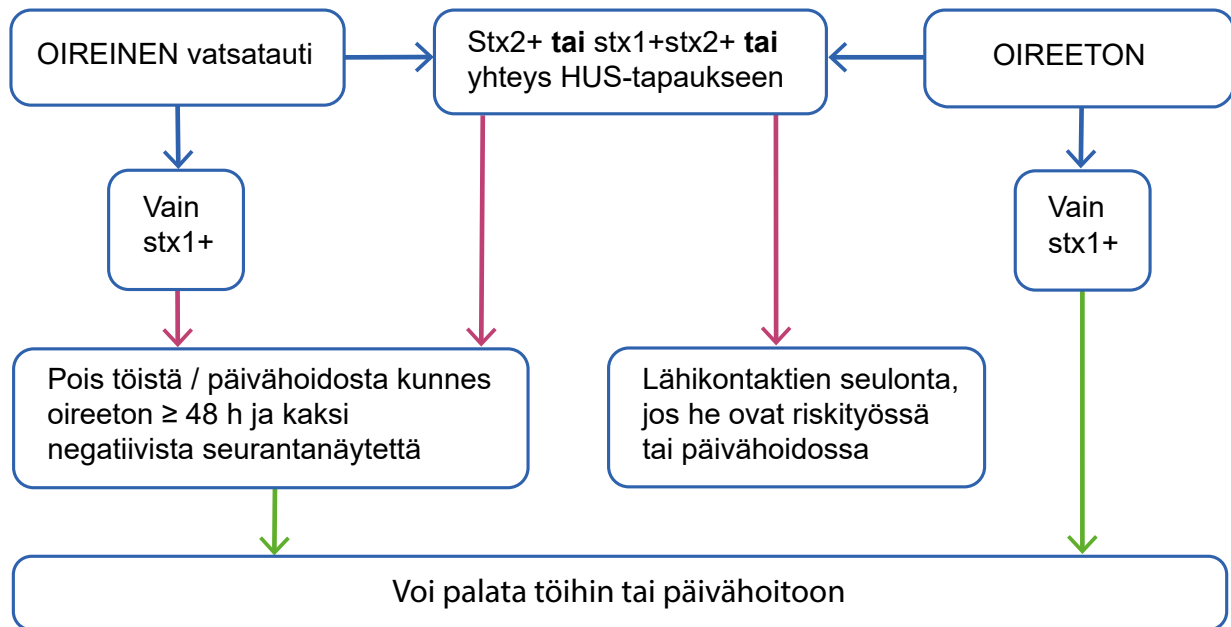 OIREINEN vatsatauti
Stx2+ tai stx1+stx2+ tai
yhteys HUS-tapaukseen
OIREETON
Vain
stx1+
Vain
stx1+
Pois töistä / päivähoidosta kunnes
oireeton ≥ 48 h ja kaksi
negatiivista seurantanäytettä
Lähikontaktien seulonta,
jos he ovat riskityössä
tai päivähoidossa
Voi palata töihin tai päivähoitoon